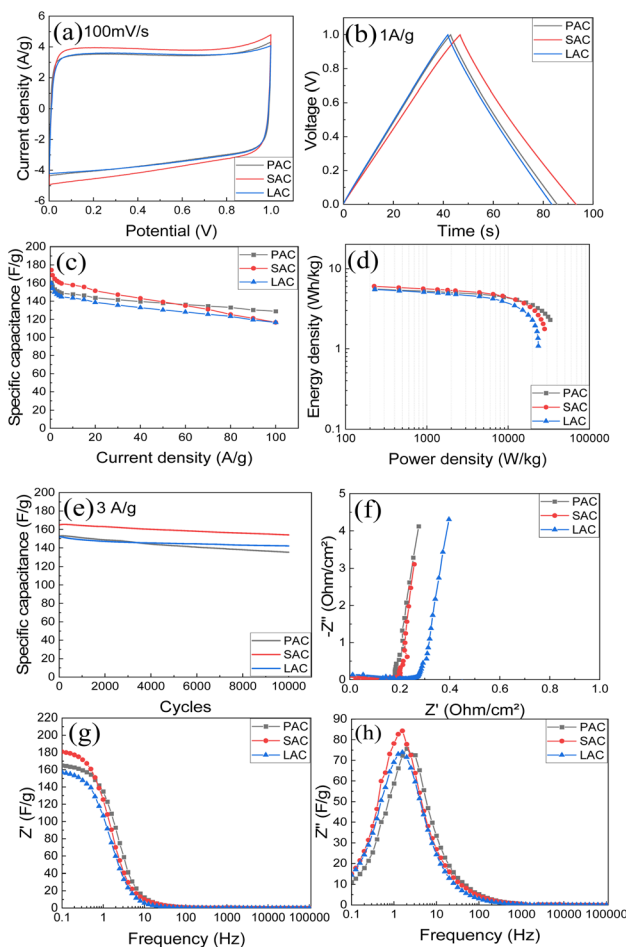 (a) 100mV/s
PAC
SAC
LAC
Current density (A/g)
6
4
2
0
-2
-4
-6
0.0 0.2 0.4 0.6 0.8 1.0
Potential (V)
(b) 1A/g
PAC
SAC
LAC
Voltage (V)
1.0
0.8
0.6
0.4
0.2
0.0
0 20 40 60 80 100
Time (s)
(c)
PAC
SAC
LAC
Specific capacitance (F/g)
200
180
160
140
120
100
80
60
40
20
0
0 20 40 60 80 100
Current density (A/g)
(d)
PAC
SAC
LAC
Energy density (Wh/kg)
10
1
0.1
100 1000 10000 100000
Power density (W/kg)
(e) 3 A/g
PAC
SAC
LAC
Specific capacitance (F/g)
200
180
160
140
120
100
80
60
40
20
0
0 2000 4000 6000 8000 10000
Cycles
(f)
PAC
SAC
LAC
-Z" (Ohm/cm²)
5
4
3
2
1
0
0.0 0.2 0.4 0.6 0.8 1.0
Z' (Ohm/cm²)
(g)
PAC
SAC
LAC
Z' (F/g)
220
200
180
160
140
120
100
80
60
40
20
0
0.1 1 10 100 1000 10000 100000
Frequency (Hz)
(h)
PAC
SAC
LAC
Z" (F/g)
90
80
70
60
50
40
30
20
10
0
0.1 1 10 100 1000 10000 100000
Frequency (Hz)